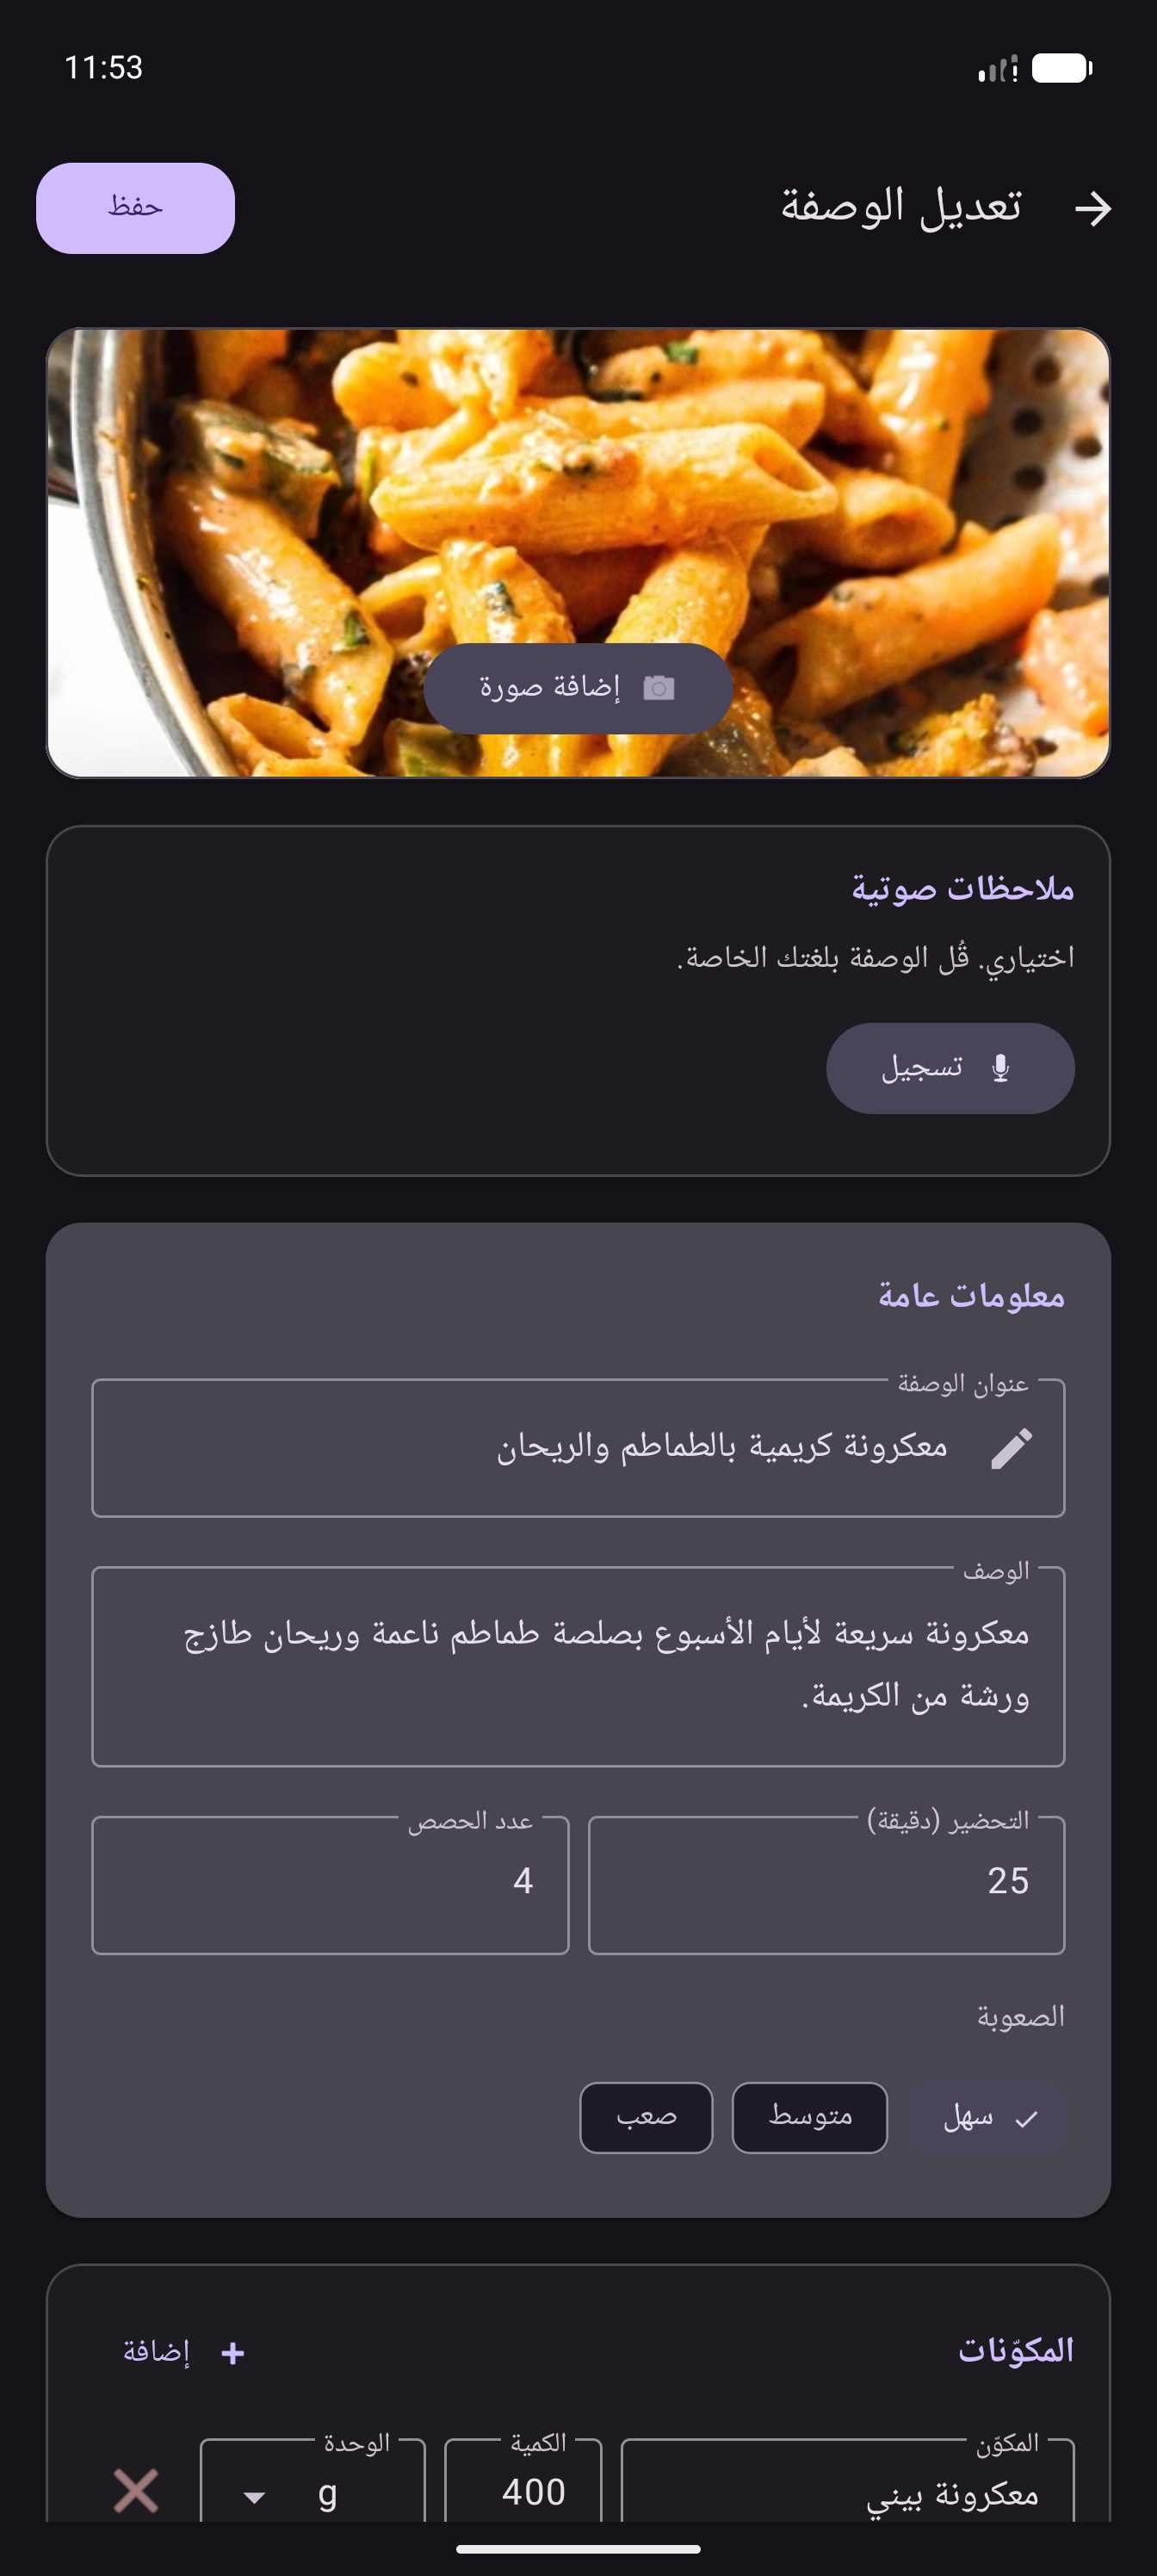 11:53
تعديل الوصفة
حفظ
إضافة صورة
ملاحظات صوتية
اختياري. قُل الوصفة بلغتك الخاصة.
تسجيل
معلومات عامة
عنوان الوصفة
معكرونة كريمية بالطماطم والريحان
الوصف
معكرونة سريعة لأيام الأسبوع بصلصة طماطم ناعمة وريحان طازج
ورشة من الكريمة.
التحضير (دقيقة)
25
عدد الحصص
4
الصعوبة
سهل
متوسط
صعب
المكوّنات
إضافة
المكوّن
معكرونة بيني
الكمية
400
الوحدة
g